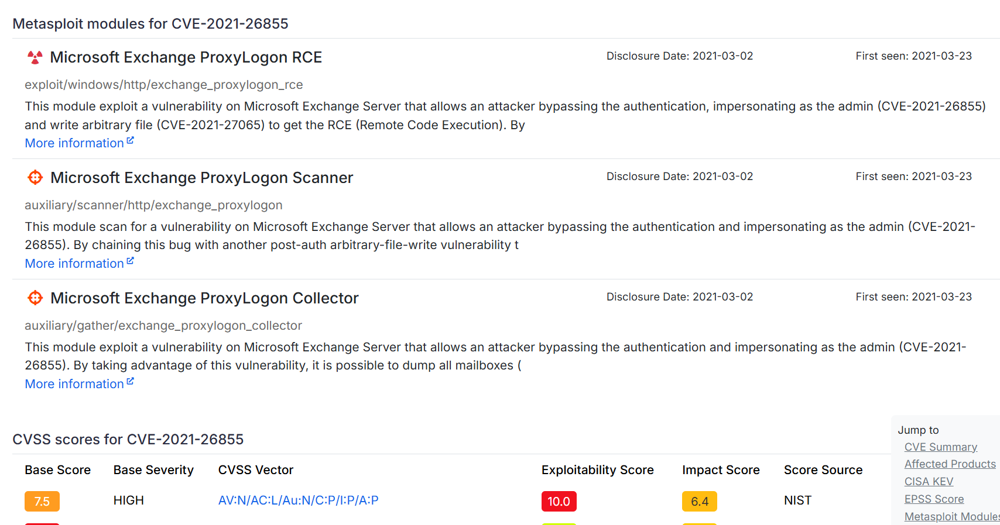 Metasploit modules for CVE-2021-26855
Microsoft Exchange ProxyLogon RCE
Disclosure Date: 2021-03-02
First seen: 2021-03-23
exploit/windows/http/exchange_proxylogon_rce
This module exploit a vulnerability on Microsoft Exchange Server that allows an attacker bypassing the authentication, impersonating as the admin (CVE-2021-26855)
and write arbitrary file (CVE-2021-27065) to get the RCE (Remote Code Execution). By
More information
Microsoft Exchange ProxyLogon Scanner
Disclosure Date: 2021-03-02
First seen: 2021-03-23
auxiliary/scanner/http/exchange_proxylogon
This module scan for a vulnerability on Microsoft Exchange Server that allows an attacker bypassing the authentication and impersonating as the admin (CVE-2021-
26855). By chaining this bug with another post-auth arbitrary-file-write vulnerability t
More information
Microsoft Exchange ProxyLogon Collector
Disclosure Date: 2021-03-02
First seen: 2021-03-23
auxiliary/gather/exchange_proxylogon_collector
This module exploit a vulnerability on Microsoft Exchange Server that allows an attacker bypassing the authentication and impersonating as the admin (CVE-2021-
26855). By taking advantage of this vulnerability, it is possible to dump all mailboxes (
More information
CVSS scores for CVE-2021-26855
Base Score Base Severity CVSS Vector Exploitability Score Impact Score Score Source
7.5 HIGH AV:N/AC:L/Au:N/C:P/I:P/A:P 10.0 6.4 NIST
Jump to
CVE Summary
Affected Products
CISA KEV
EPSS Score
Metasploit Modules